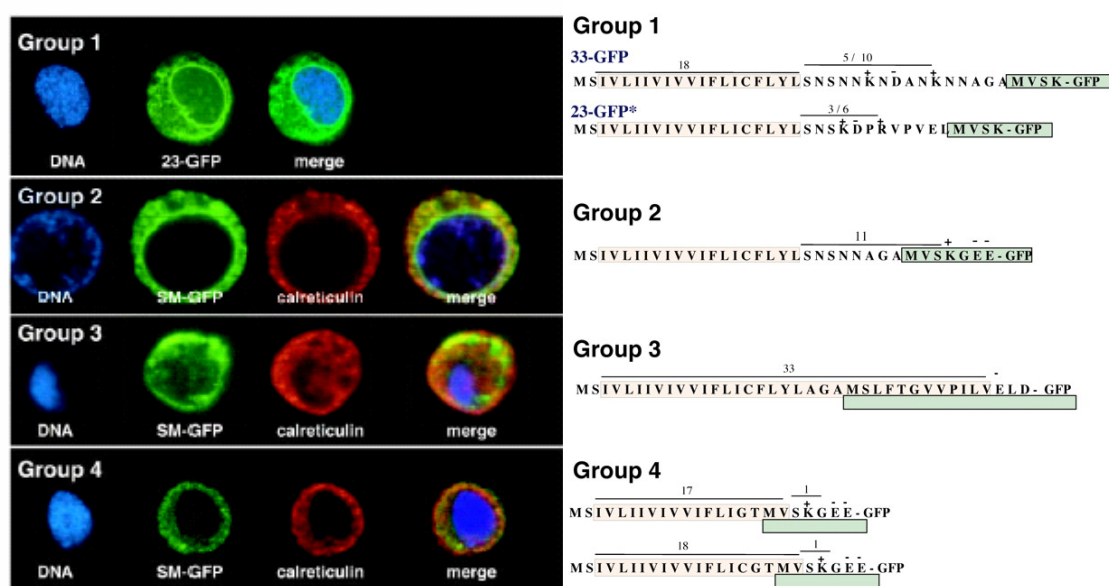 Group 1
DNA 23-GFP merge
Group 2
DNA SM-GFP calreticulin merge
Group 3
DNA SM-GFP calreticulin merge
Group 4
DNA SM-GFP calreticulin merge
Group 1
33-GFP
18 5 / 10
+ - +
MSIVLIIVIVVIFLICFLYLSNSNNKNDANKNNAGAMVSK-GFP
23-GFP*
3 / 6
+ - +
MSIVLIIVIVVIFLICFLYLSNSKDPRVPVELMVSK-GFP
Group 2
11
+ - -
MSIVLIIVIVVIFLICFLYLSNSNNAGAMVSKGEE-GFP
Group 3
33
-
MSIVLIIVIVVIFLICFLYLAGAMSLFTGVVPILVELD-GFP
Group 4
17 1
+ - -
MSIVLIIVIVVIFLIGTMVSKGEE-GFP
18 1
+ - -
MSIVLIIVIVVIFLICGTMVSKGEE-GFP